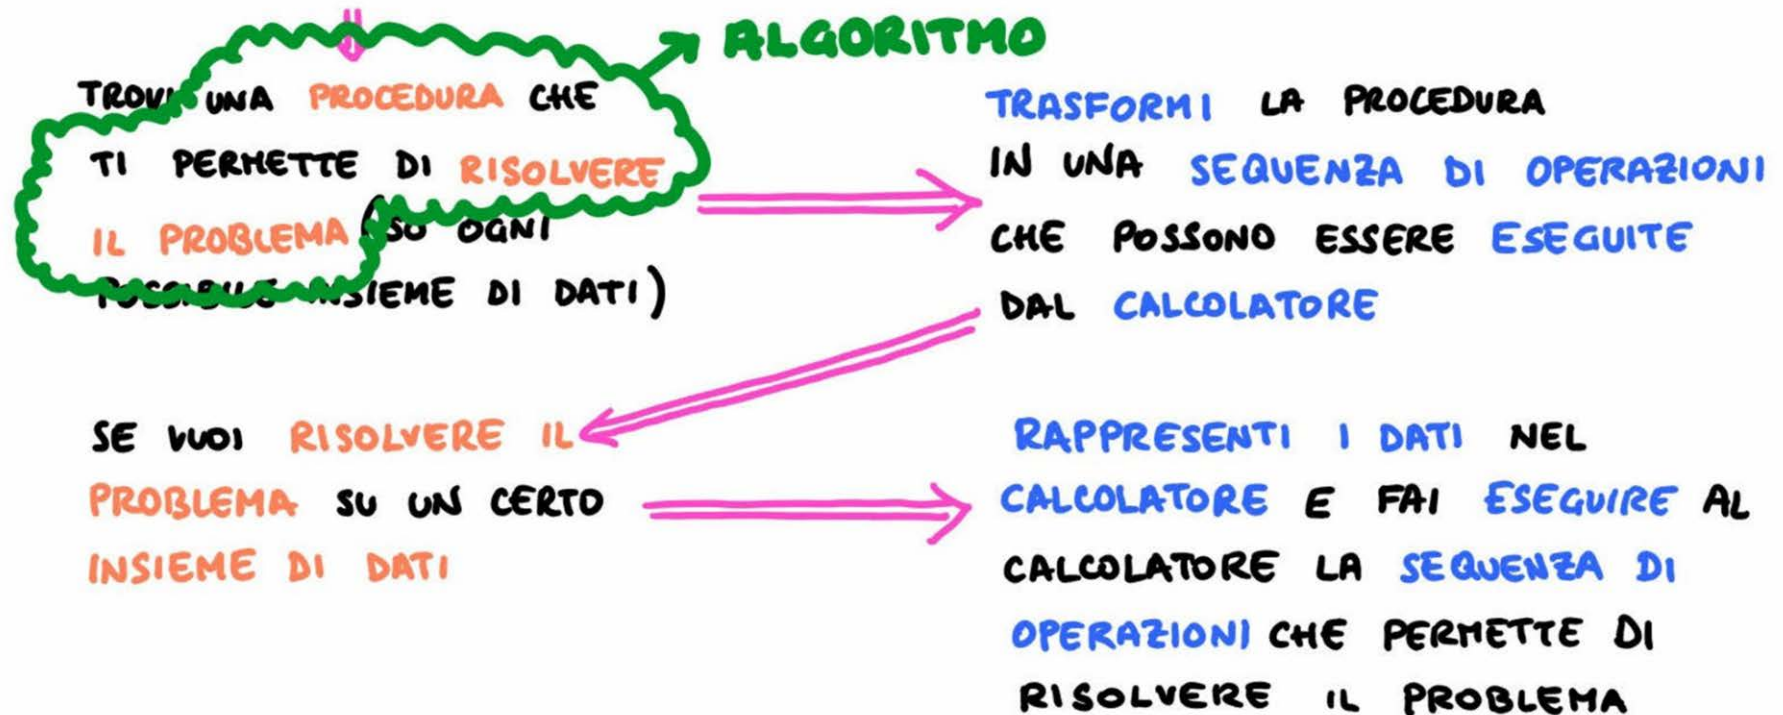 ALGORITMO
TROVI UNA PROCEDURA CHE
TI PERMETTE DI RISOLVERE
IL PROBLEMA (SU OGNI
POSSIBILE INSIEME DI DATI)
TRASFORMI LA PROCEDURA
IN UNA SEQUENZA DI OPERAZIONI
CHE POSSONO ESSERE ESEGUITE
DAL CALCOLATORE
SE VUOI RISOLVERE IL
PROBLEMA SU UN CERTO
INSIEME DI DATI
RAPPRESENTI I DATI NEL
CALCOLATORE E FAI ESEGUIRE AL
CALCOLATORE LA SEQUENZA DI
OPERAZIONI CHE PERMETTE DI
RISOLVERE IL PROBLEMA